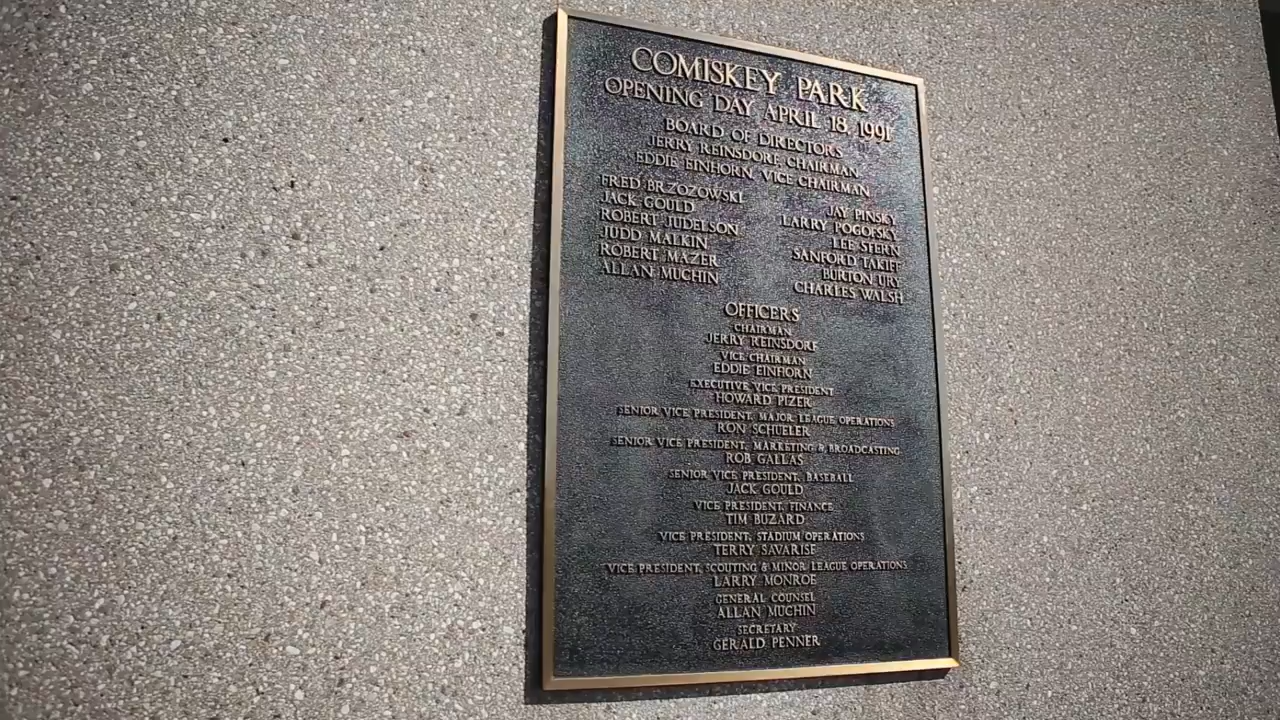 COMISKEY PARK
OPENING DAY APRIL 18, 1991
BOARD OF DIRECTORS
JERRY REINSDORF, CHAIRMAN
EDDIE EINHORN, VICE CHAIRMAN
FRED BRZOZOWSKI JAY PINSKY
JACK GOULD LARRY POGOFSKY
ROBERT JUDELSON LEE STERN
JUDD MALKIN SANFORD TAKIFF
ROBERT MAZER BURTON URY
ALLAN MUCHIN CHARLES WALSH
OFFICERS
CHAIRMAN
JERRY REINSDORF
VICE CHAIRMAN
EDDIE EINHORN
EXECUTIVE VICE PRESIDENT
HOWARD PIZER
SENIOR VICE PRESIDENT, MAJOR LEAGUE OPERATIONS
RON SCHUELER
SENIOR VICE PRESIDENT, MARKETING & BROADCASTING
ROB GALLAS
SENIOR VICE PRESIDENT, BASEBALL
JACK GOULD
VICE PRESIDENT, FINANCE
TIM BUZARD
VICE PRESIDENT, STADIUM OPERATIONS
TERRY SAVARISE
VICE PRESIDENT, SCOUTING & MINOR LEAGUE OPERATIONS
LARRY MONROE
GENERAL COUNSEL
ALLAN MUCHIN
SECRETARY
GERALD PENNER